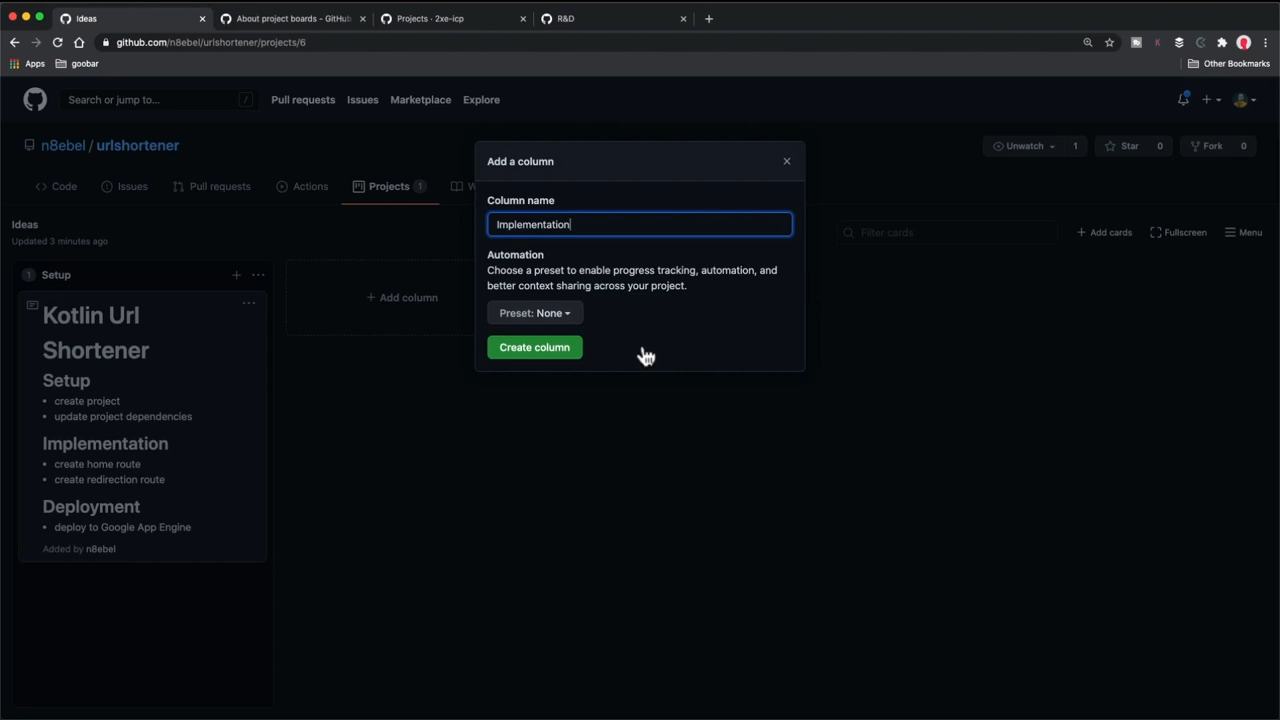 Ideas
About project boards - GitHub
Projects · 2xe-icp
R&D
github.com/n8ebel/urlshortener/projects/6
Apps
goobar
Other Bookmarks
Search or jump to...
/
Pull requests
Issues
Marketplace
Explore
n8ebel / urlshortener
Unwatch
1
Star
0
Fork
0
Code
Issues
Pull requests
Actions
Projects 1
W
Ideas
Updated 3 minutes ago
Filter cards
+ Add cards
Fullscreen
Menu
1 Setup
Kotlin Url
Shortener
Setup
• create project
• update project dependencies
Implementation
• create home route
• create redirection route
Deployment
• deploy to Google App Engine
Added by n8ebel
+ Add column
Add a column
Column name
Implementation
Automation
Choose a preset to enable progress tracking, automation, and
better context sharing across your project.
Preset: None
Create column